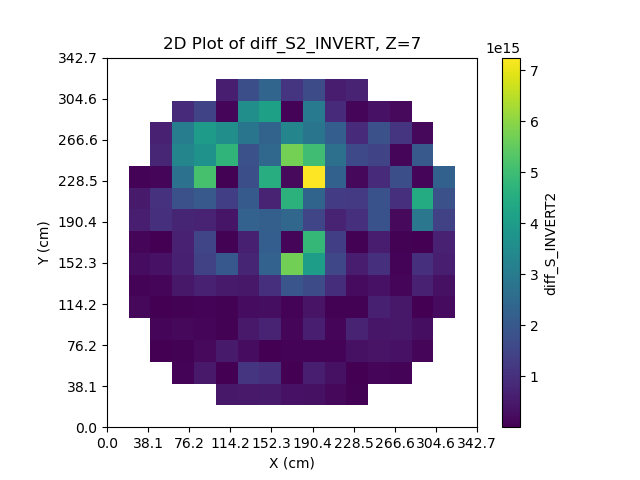 2D Plot of diff_S2_INVERT, Z=7
1e15
342.7
304.6
266.6
228.5
190.4
152.3
114.2
76.2
38.1
0.0
Y (cm)
0.0 38.1 76.2 114.2 152.3 190.4 228.5 266.6 304.6 342.7
X (cm)
7
6
5
4
3
2
1
diff_S_INVERT2